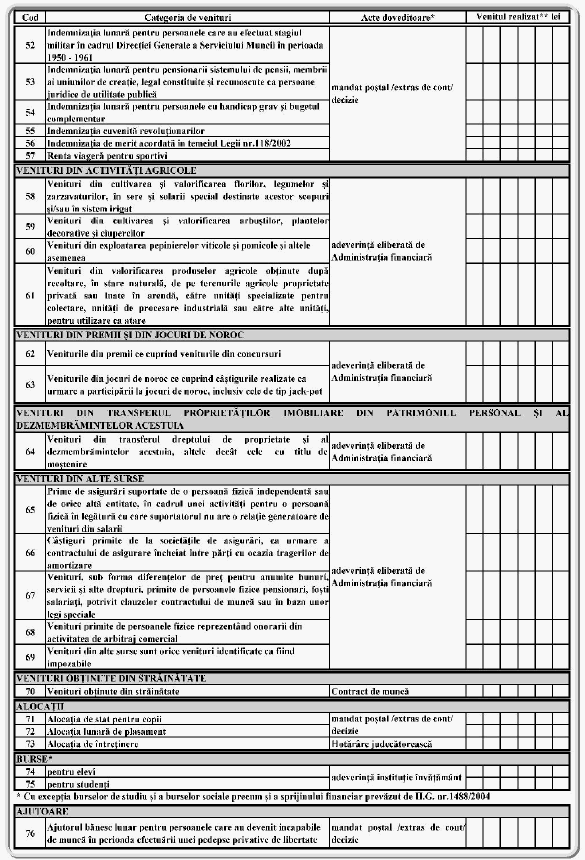 Cod Categoria de venituri Acte doveditoare* Venitul realizat** lei
52 Indemnizația lunară pentru persoanele care au efectuat stagiul
militar în cadrul Direcției Generale a Serviciului Muncii în perioada
1950 - 1961
53 Indemnizația lunară pentru pensionarii sistemului de pensii, membrii
ai uniunilor de creație, legal constituite și recunoscute ca persoane
juridice de utilitate publică
mandat poștal /extras de cont/
decizie
54 Indemnizația lunară pentru persoanele cu handicap grav și bugetul
complementar
55 Indemnizația cuvenită revoluționarilor
56 Indemnizația de merit acordată în temeiul Legii nr.118/2002
57 Renta viageră pentru sportivi
VENITURI DIN ACTIVITĂȚI AGRICOLE
58 Venituri din cultivarea și valorificarea florilor, legumelor și
zarzavaturilor, în sere și solarii special destinate acestor scopuri
și/sau în sistem irigat
59 Venituri din cultivarea și valorificarea arbuștilor, plantelor
decorative și ciupercilor
60 Venituri din exploatarea pepinierelor viticole și pomicole și altele
asemenea
adeverință eliberată de
Administrația financiară
61 Venituri din valorificarea produselor agricole obținute după
recoltare, în stare naturală, de pe terenurile agricole proprietate
privată sau luate în arendă, către unități specializate pentru
colectare, unități de procesare industrială sau către alte unități,
pentru utilizare ca atare
VENITURI DIN PREMII ȘI DIN JOCURI DE NOROC
62 Veniturile din premii ce cuprind veniturile din concursuri
adeverință eliberată de
Administrația financiară
63 Veniturile din jocuri de noroc ce cuprind câștigurile realizate ca
urmare a participării la jocuri de noroc, inclusiv cele de tip jack-pot
VENITURI DIN TRANSFERUL PROPRIETĂȚILOR IMOBILIARE DIN PATRIMONIUL PERSONAL ȘI AL
DEZMEMBRĂMINTELOR ACESTUIA
64 Venituri din transferul dreptului de proprietate și al
dezmembrămintelor acestuia, altele decât cele cu titlu de
moștenire
adeverință eliberată de
Administrația financiară
VENITURI DIN ALTE SURSE
65 Prime de asigurări suportate de o persoană fizică independentă sau
de orice altă entitate, în cadrul unei activități pentru o persoană
fizică în legătură cu care suportatorul nu are o relație generatoare de
venituri din salarii
66 Câștiguri primite de la societățile de asigurări, ca urmare a
contractului de asigurare încheiat între părți cu ocazia tragerilor de
amortizare
adeverință eliberată de
Administrația financiară
67 Venituri, sub forma diferențelor de preț pentru anumite bunuri,
servicii și alte drepturi, primite de persoanele fizice pensionari, foști
salariați, potrivit clauzelor contractului de muncă sau în baza unor
legi speciale
68 Venituri primite de persoanele fizice reprezentând onorarii din
activitatea de arbitraj comercial
69 Venituri din alte surse sunt orice venituri identificate ca fiind
impozabile
VENITURI OBȚINUTE DIN STRĂINĂTATE
70 Venituri obținute din străinătate Contract de muncă
ALOCAȚII
71 Alocația de stat pentru copii
72 Alocația lunară de plasament
mandat poștal /extras de cont/
decizie
73 Alocația de întreținere Hotărâre judecătorească
BURSE*
74 pentru elevi
75 pentru studenți
adeverință instituție învățământ
* Cu excepția burselor de studiu și a burselor sociale precum și a sprijinului financiar prevăzut de H.G. nr.1488/2004
AJUTOARE
76 Ajutorul bănesc lunar pentru persoanele care au devenit incapabile
de muncă în perioada efectuării unei pedepse privative de libertate
mandat poștal /extras de cont/
decizie